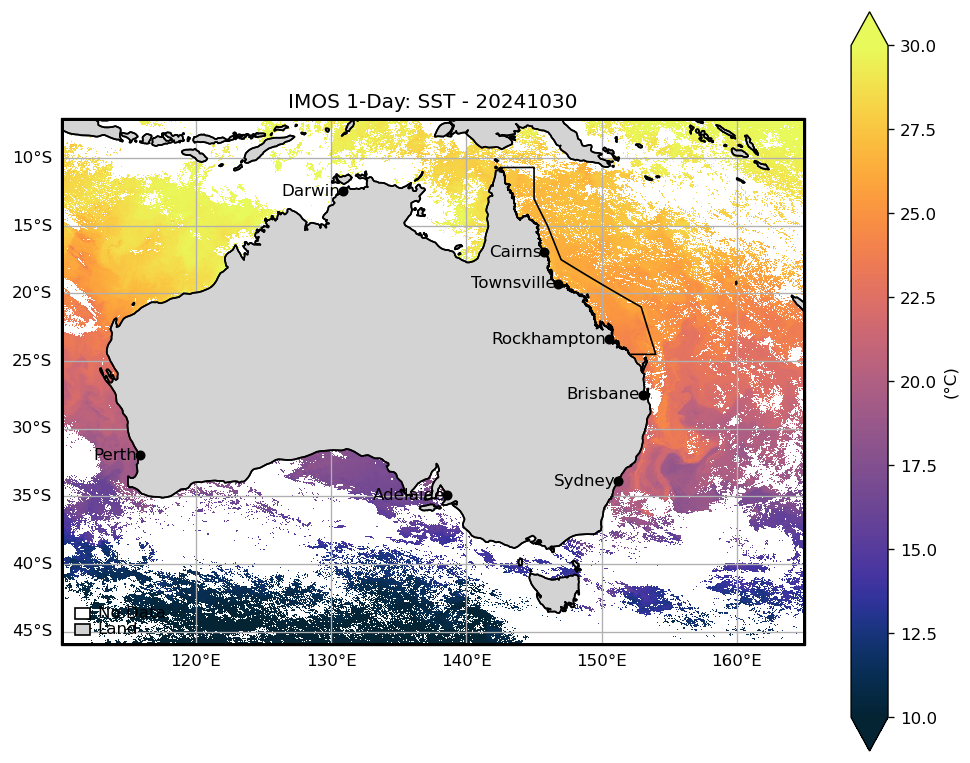 IMOS 1-Day: SST - 20241030
30.0
27.5
25.0
22.5
20.0
17.5
15.0
12.5
10.0
(°C)
10°S
15°S
20°S
25°S
30°S
35°S
40°S
45°S
Darwin
Cairns
Townsville
Rockhampton
Brisbane
Perth
Sydney
Adelaide
No Data
Land
120°E
130°E
140°E
150°E
160°E